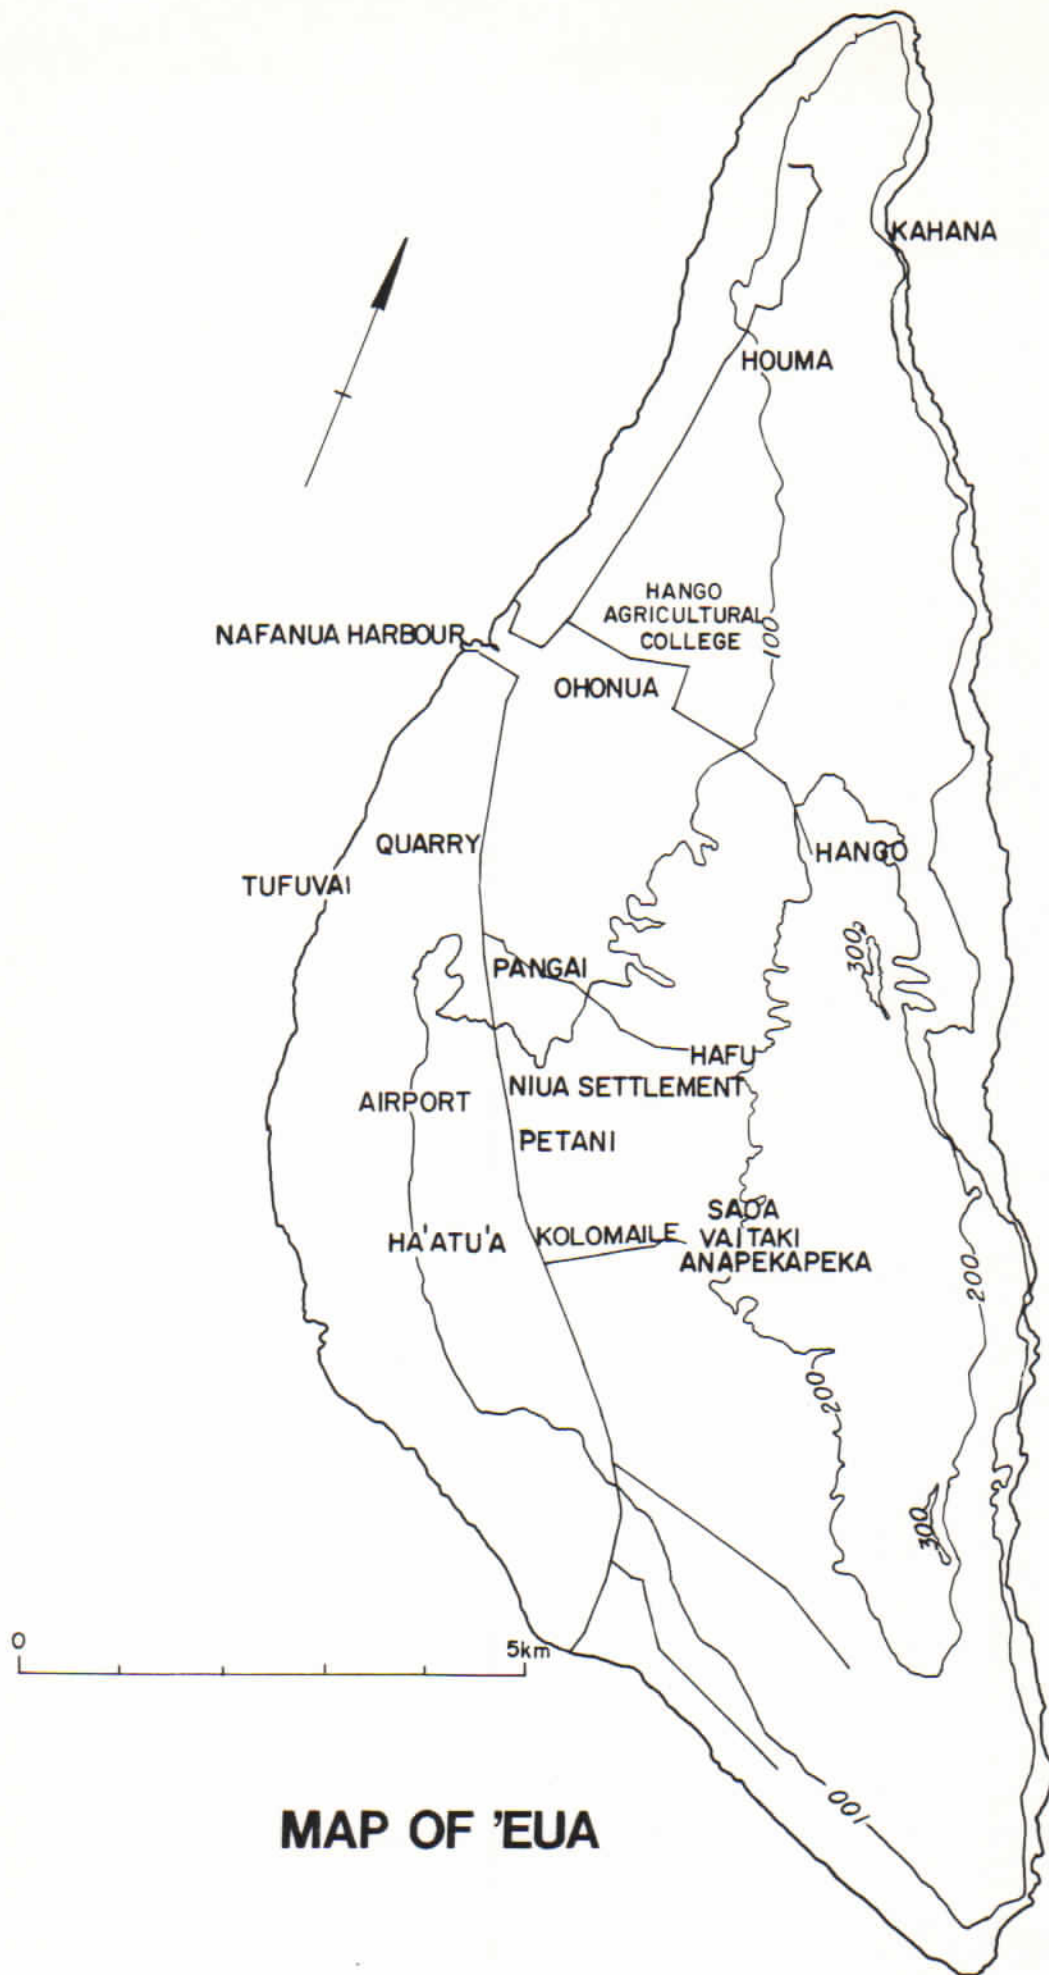 KAHANA
HOUMA
HANGO
AGRICULTURAL
COLLEGE
100
NAFANUA HARBOUR
OHONUA
QUARRY
HANGO
TUFUVAI
300
PANGAI
HAFU
NIUA SETTLEMENT
AIRPORT
PETANI
SAOA
KOLOMAILE
VAITAKI
HA'ATU'A
ANAPEKAPEKA
200
200
300
0
5km
100
MAP OF 'EUA